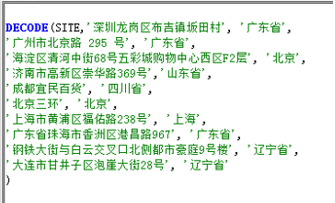 DECODE(SITE,'深圳龙岗区布吉镇坂田村', '广东省',
'广州市北京路 295 号', '广东省',
'海淀区清河中街68号五彩城购物中心西区F2层', '北京',
'济南市高新区崇华路369号','山东省',
'成都宜民百货', '四川省',
'北京三环', '北京',
'上海市黄浦区福佑路238号', '上海',
'广东省珠海市香洲区港昌路967', '广东省',
'钢铁大街与白云交叉口北侧都市豪庭9号楼', '辽宁省',
'大连市甘井子区泡崖大街28号', '辽宁省'
)